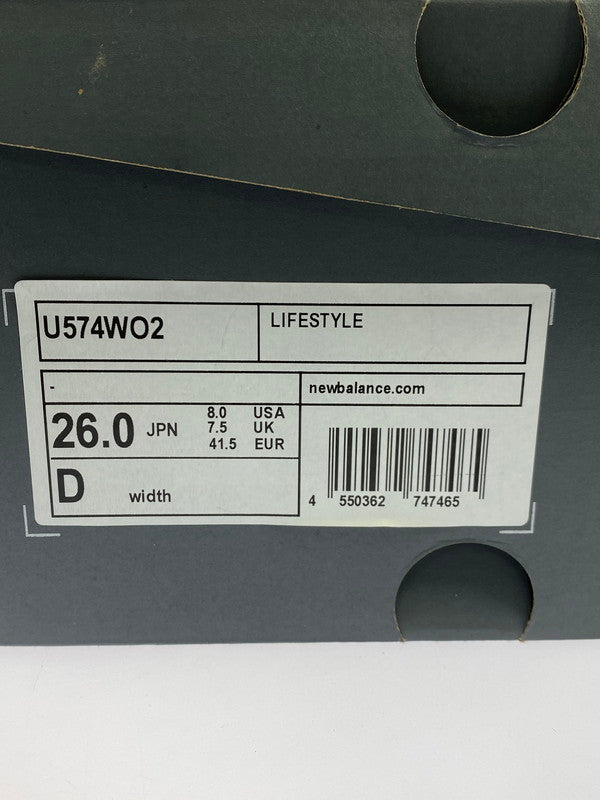 U574WO2
LIFESTYLE
-
newbalance.com
26.0 JPN
8.0 USA
7.5 UK
41.5 EUR
D width
4 550362 747465